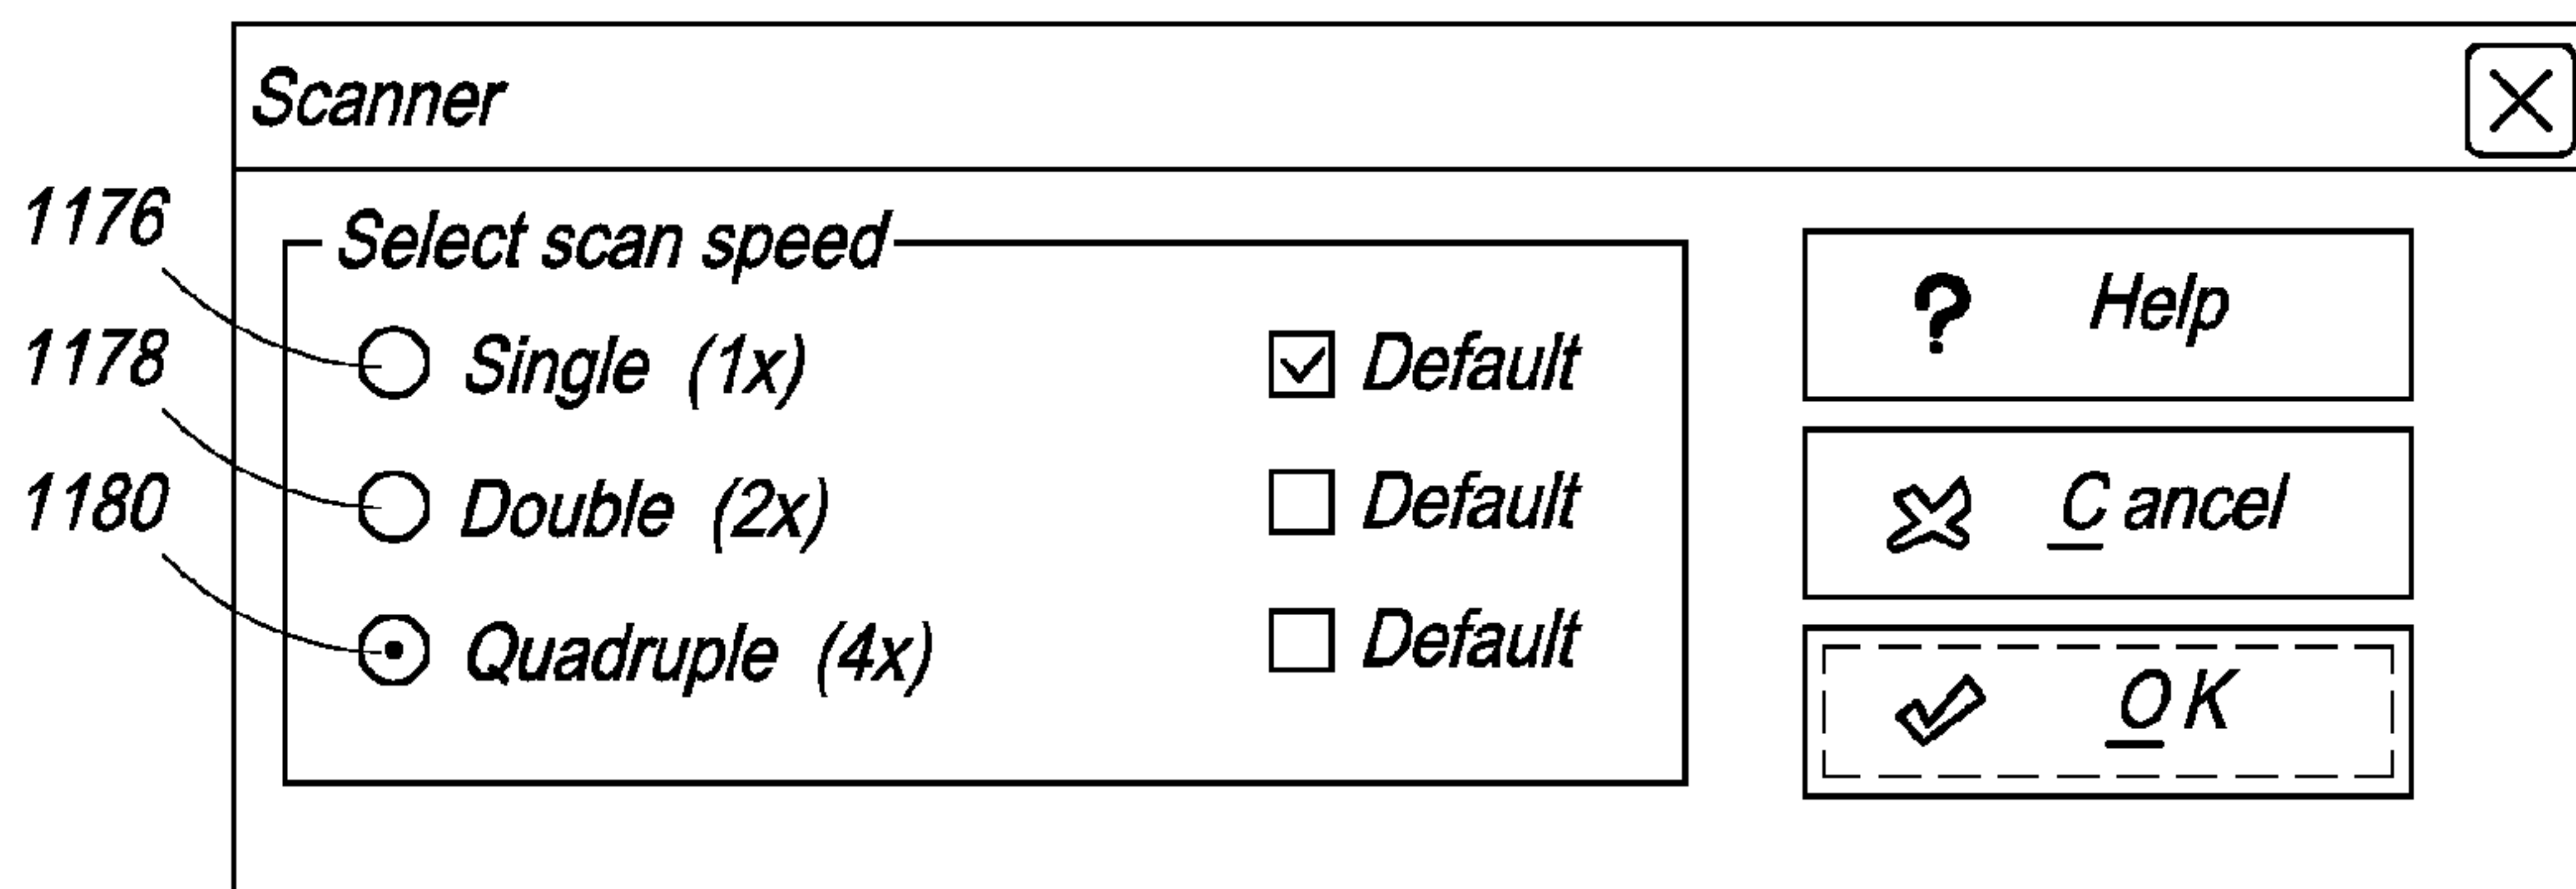 Scanner
1176
Select scan speed
Single (1x)
Default
1178
Double (2x)
Default
1180
Quadruple (4x)
Default
? Help
Cancel
OK